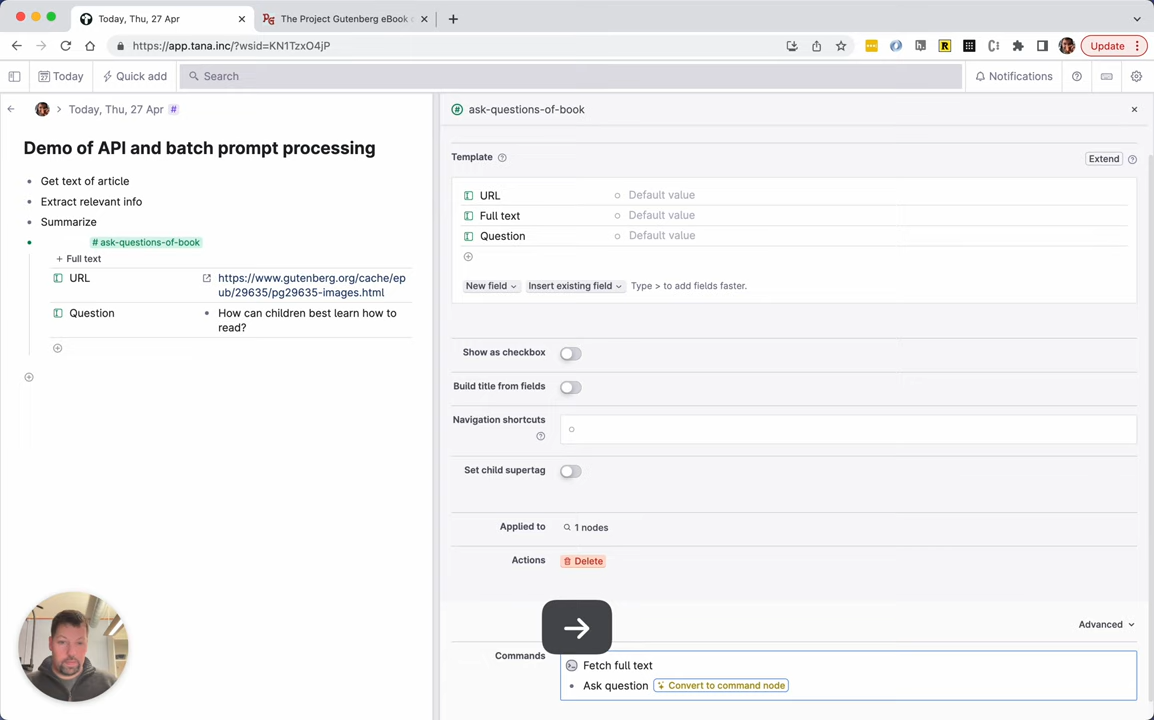 Today, Thu, 27 Apr
The Project Gutenberg eBook
https://app.tana.inc/?wsid=KN1TzxO4jP
Update
Today
Quick add
Search
Notifications
Today, Thu, 27 Apr #
Demo of API and batch prompt processing
Get text of article
Extract relevant info
Summarize
# ask-questions-of-book
+ Full text
URL
https://www.gutenberg.org/cache/ep
ub/29635/pg29635-images.html
Question
How can children best learn how to
read?
# ask-questions-of-book
Template
Extend
URL
Default value
Full text
Default value
Question
Default value
New field
Insert existing field
Type > to add fields faster.
Show as checkbox
Build title from fields
Navigation shortcuts
Set child supertag
Applied to
1 nodes
Actions
Delete
Advanced
Commands
Fetch full text
Ask question
Convert to command node